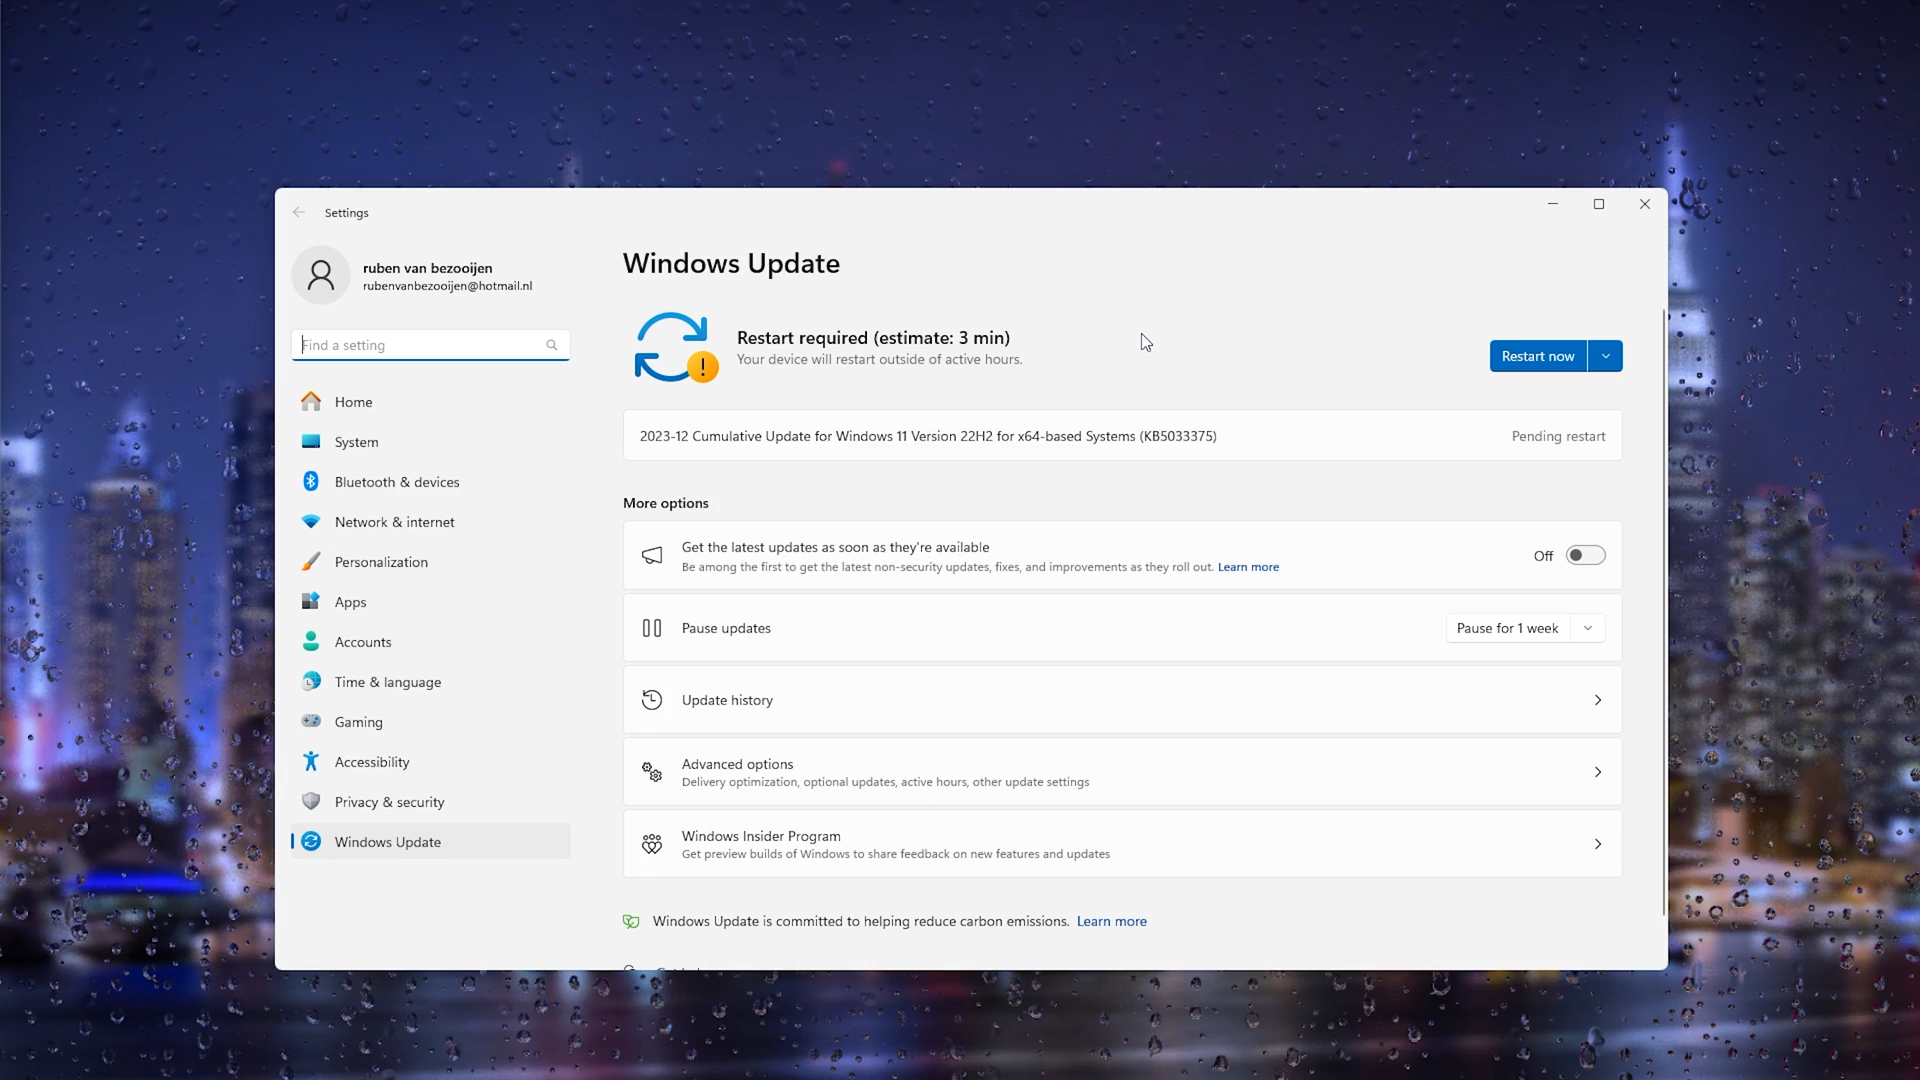 Settings
ruben van bezooijen
rubenvanbezooijen@hotmail.nl
Find a setting
Home
System
Bluetooth & devices
Network & internet
Personalization
Apps
Accounts
Time & language
Gaming
Accessibility
Privacy & security
Windows Update
Windows Update
Restart required (estimate: 3 min)
Your device will restart outside of active hours.
Restart now
2023-12 Cumulative Update for Windows 11 Version 22H2 for x64-based Systems (KB5033375)
Pending restart
More options
Get the latest updates as soon as they're available
Be among the first to get the latest non-security updates, fixes, and improvements as they roll out. Learn more
Off
Pause updates
Pause for 1 week
Update history
Advanced options
Delivery optimization, optional updates, active hours, other update settings
Windows Insider Program
Get preview builds of Windows to share feedback on new features and updates
Windows Update is committed to helping reduce carbon emissions. Learn more